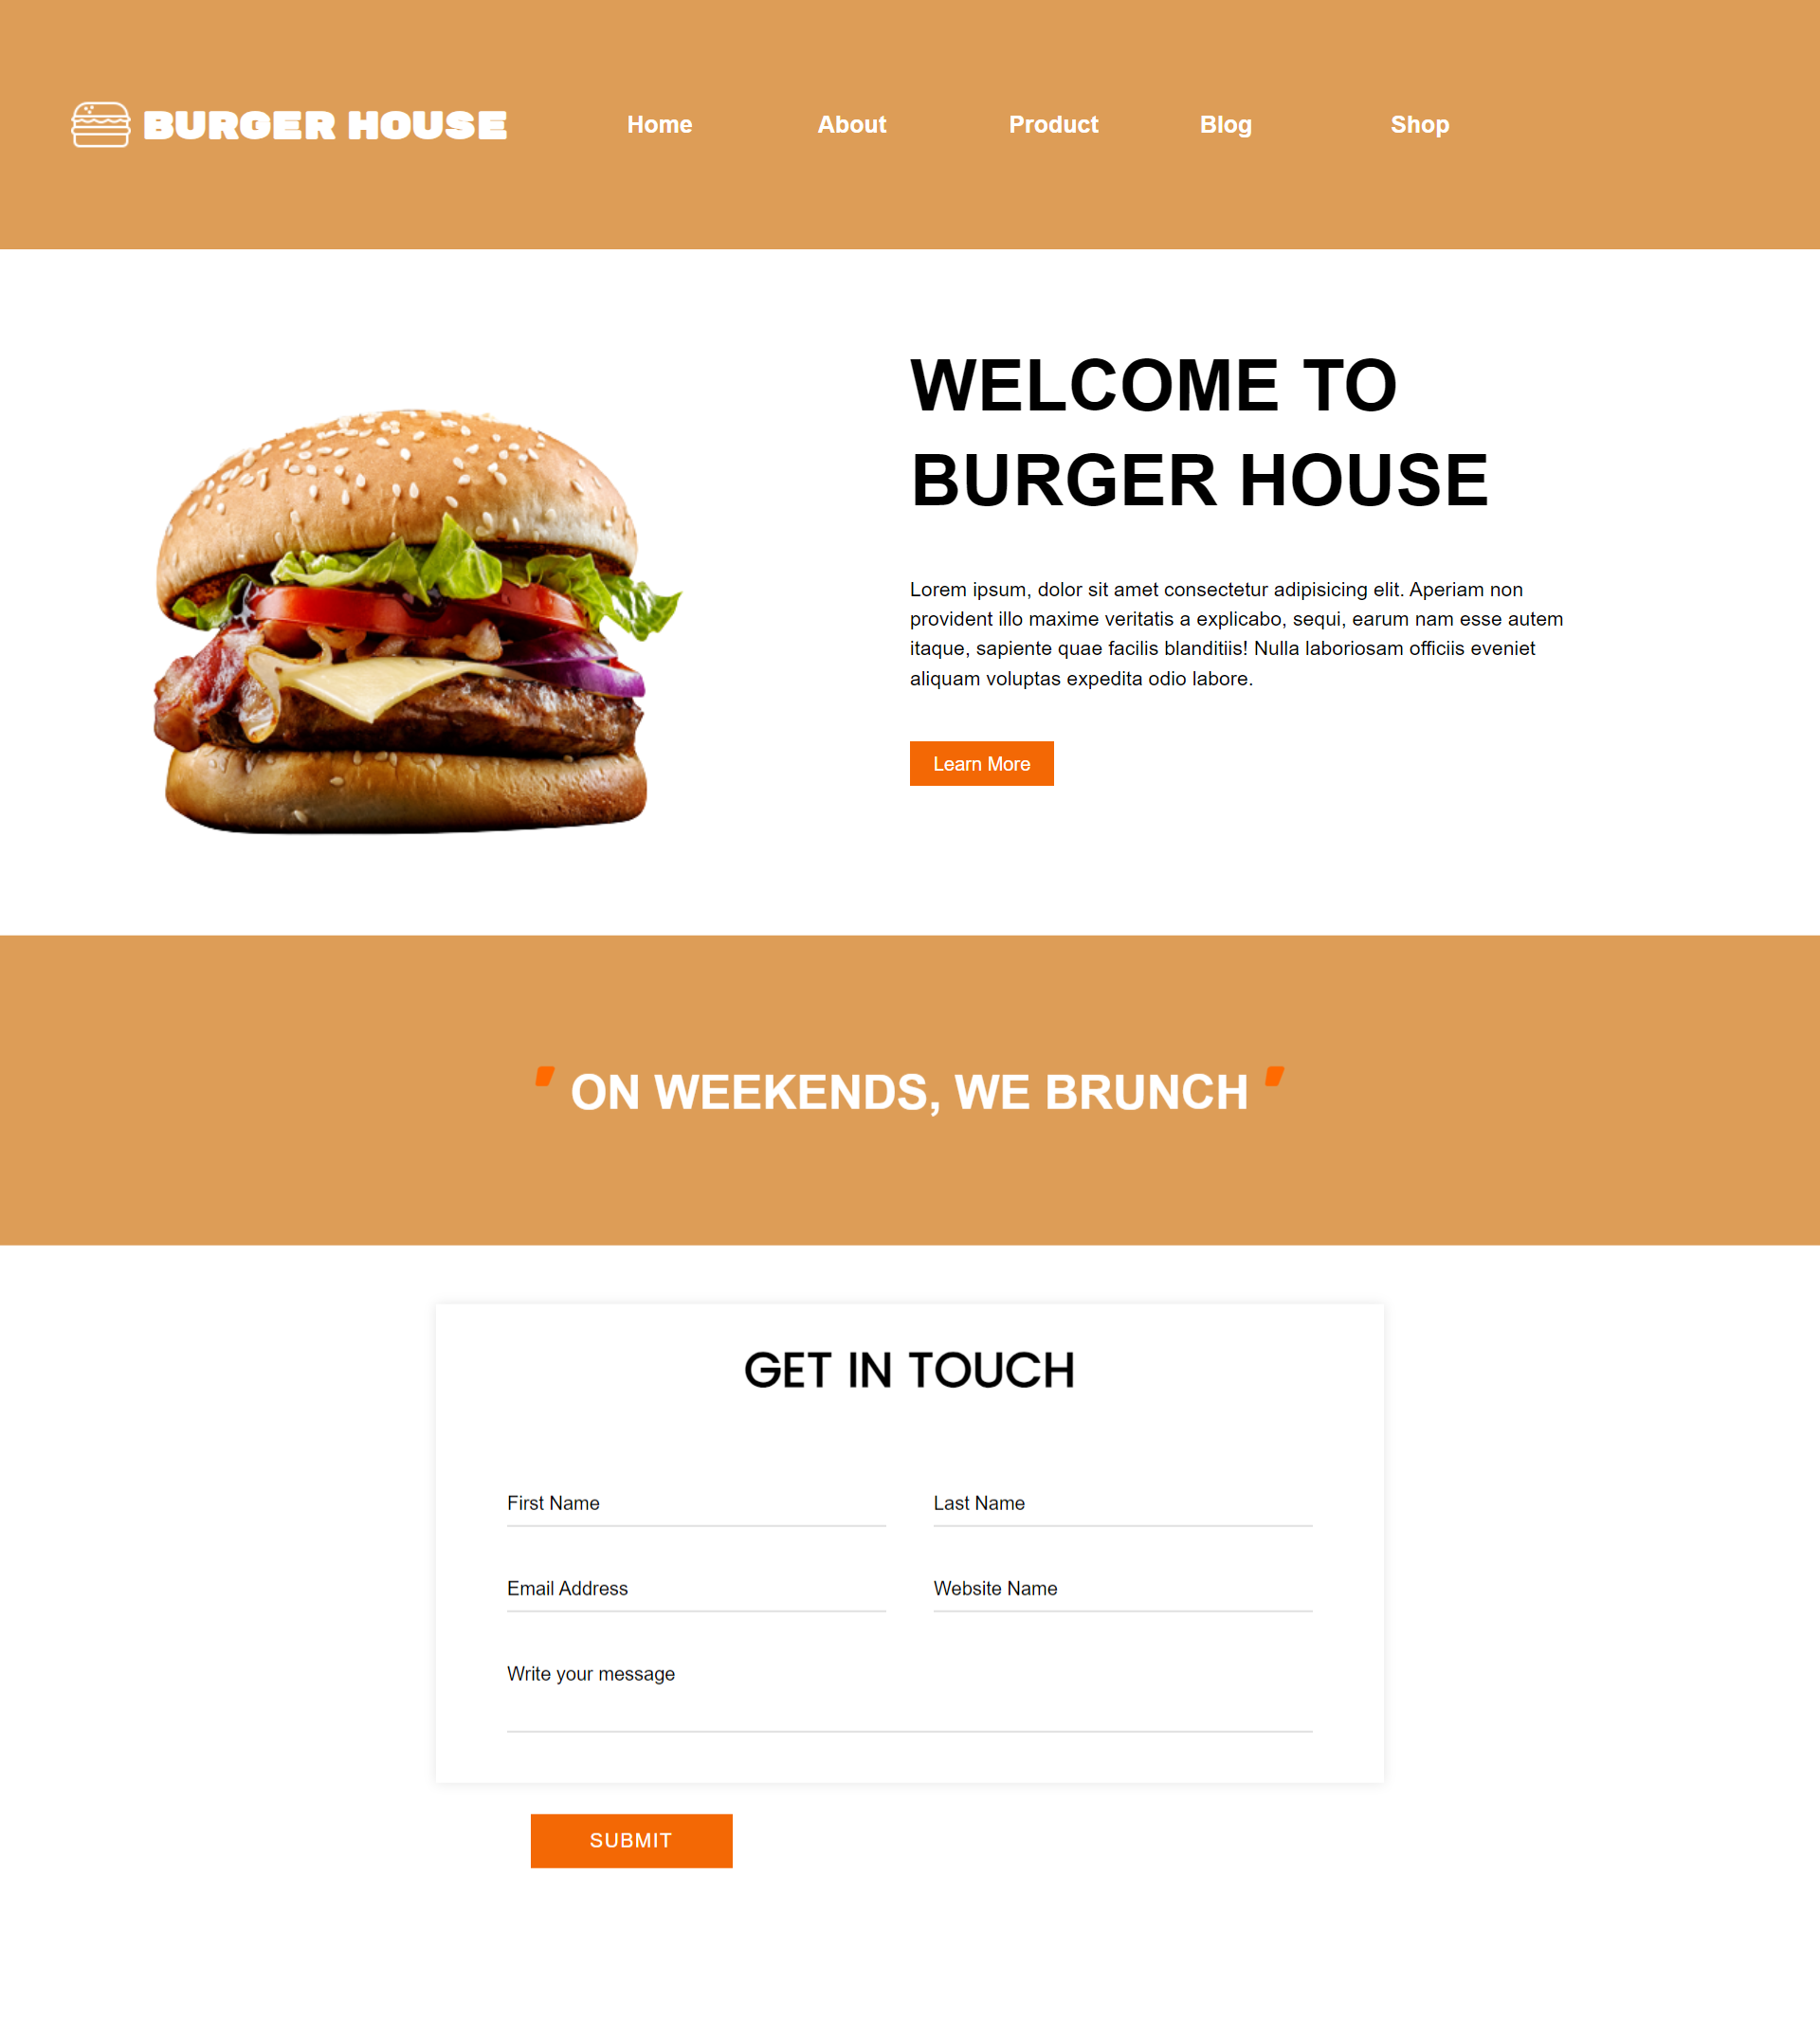 BURGER HOUSE
Home About Product Blog Shop
WELCOME TO
BURGER HOUSE
Lorem ipsum, dolor sit amet consectetur adipisicing elit. Aperiam non
provident illo maxime veritatis a explicabo, sequi, earum nam esse autem
itaque, sapiente quae facilis blanditiis! Nulla laboriosam officiis eveniet
aliquam voluptas expedita odio labore.
Learn More
' ON WEEKENDS, WE BRUNCH '
GET IN TOUCH
First Name Last Name
Email Address Website Name
Write your message
SUBMIT